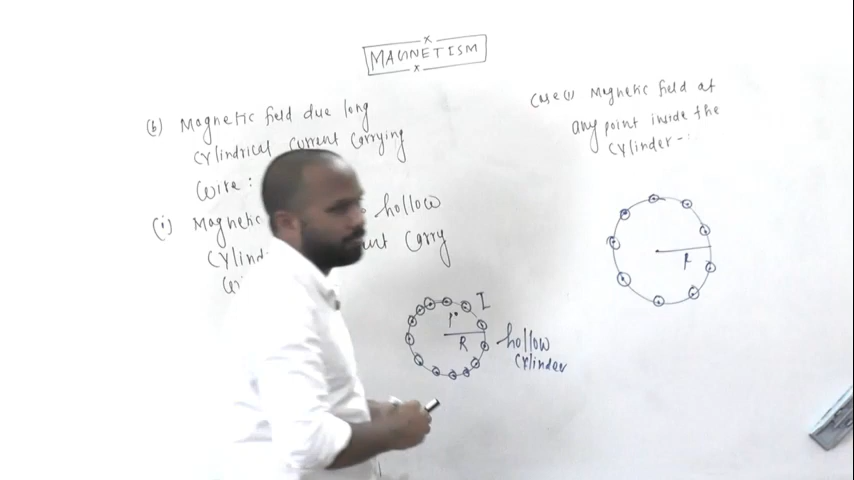 MAGNETISM
(b) Magnetic field due long
cylindrical current carrying
wire:
(i) Magnetic hollow
carry
I
P
R
hollow
cylinder
case (i) Magnetic field at
any point inside the
cylinder -:
R